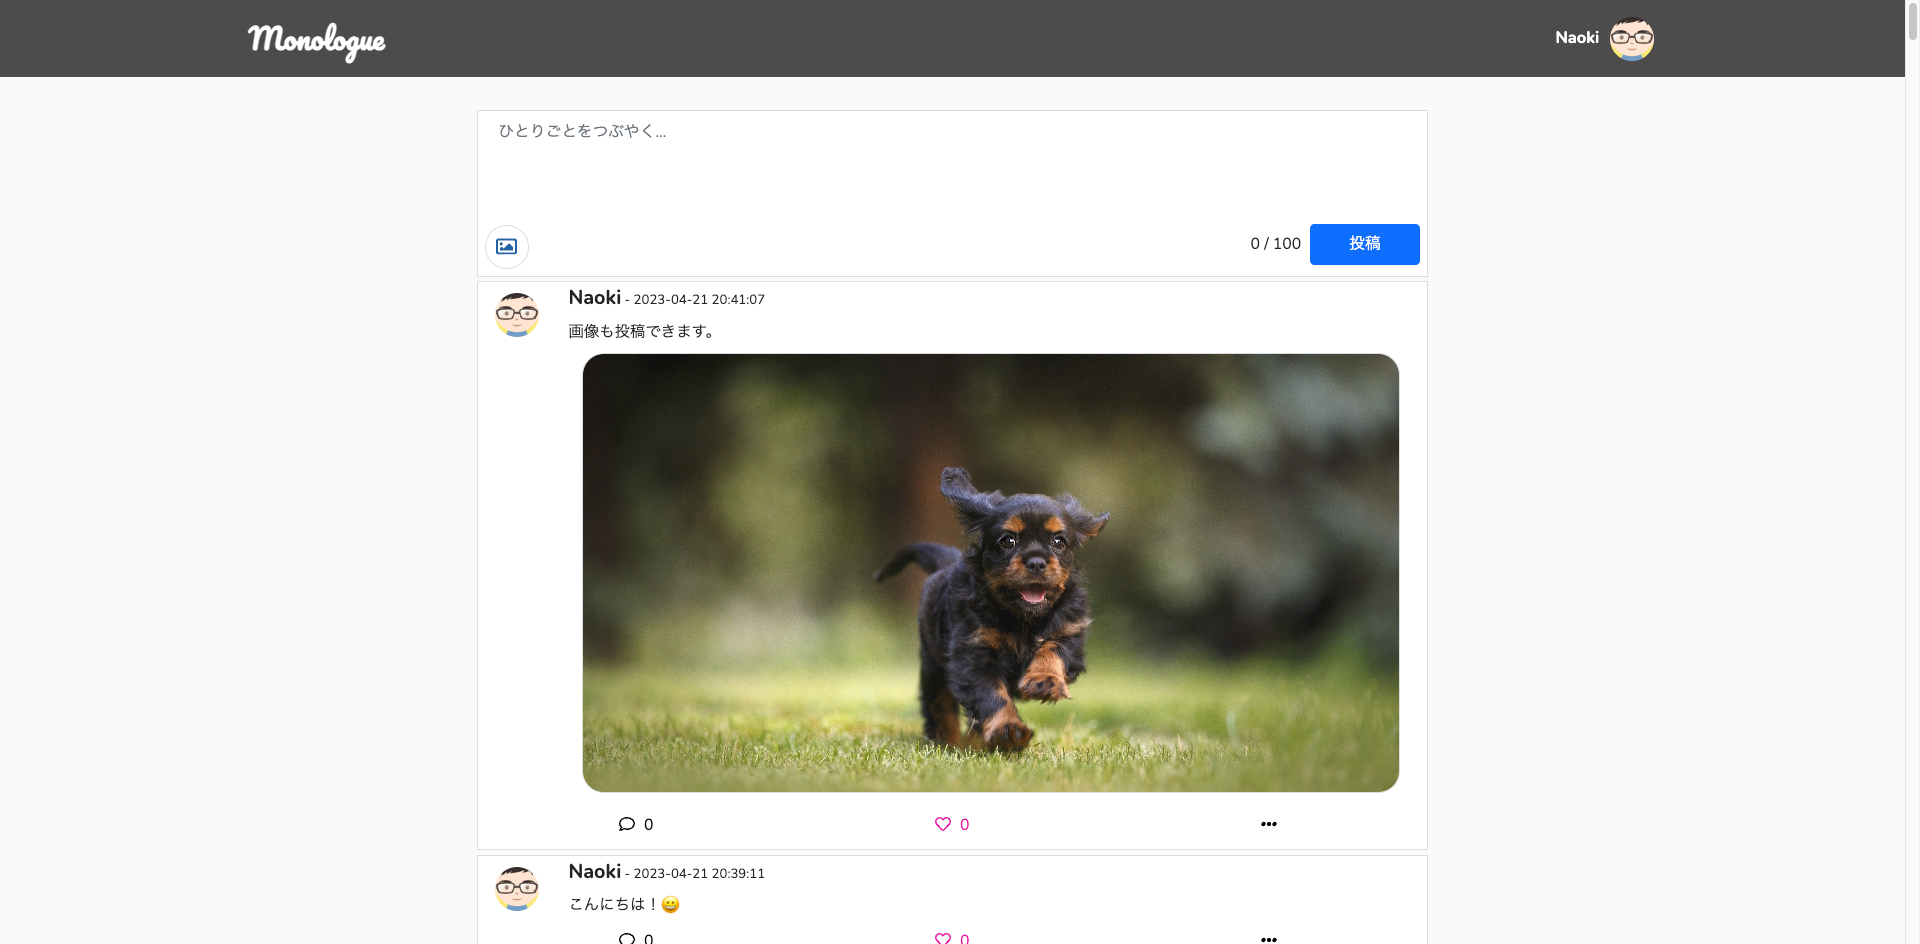 Monologue
Naoki
ひとりごとをつぶやく...
0 / 100
投稿
Naoki - 2023-04-21 20:41:07
画像も投稿できます。
0
0
Naoki - 2023-04-21 20:39:11
こんにちは！😀
0
0